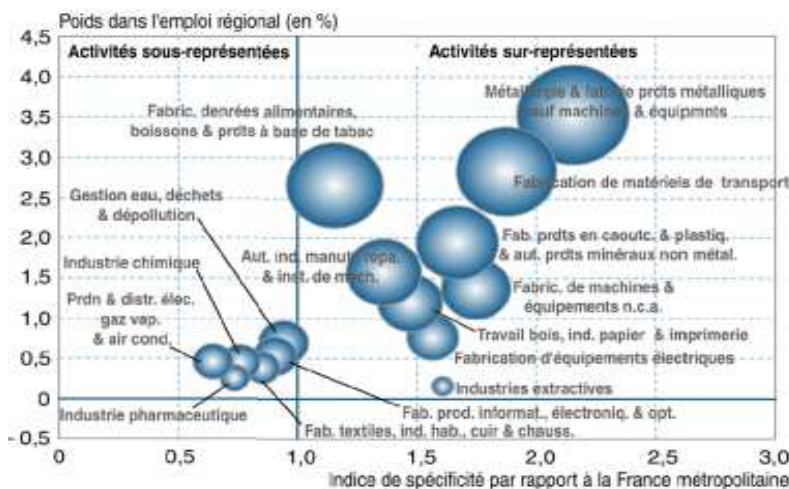 Poids dans l'emploi régional (en %)
4,5
4,0
3,5
3,0
2,5
2,0
1,5
1,0
0,5
0
- 0,5
Activités sous-représentées
Activités sur-représentées
Métallurgie & fabrie prdts métalliques
sauf machines & équipmnts
Fabric. denrées alimentaires,
boissons & prdts à base de tabac
Fabrication de matériels de transport
Gestion eau, déchets
& dépollution
Fab. prdts en caoutc. & plastiq.
& aut. prdts minéraux non métal.
Aut. ind. manuf. répa.
& inst. de mach.
Industrie chimique
Fabric. de machines &
équipements n.c.a.
Prdn & distr. élec.
gaz vap.
& air cond.
Travail bois, ind. papier & imprimerie
Fabrication d'équipements électriques
Industries extractives
Industrie pharmaceutique
Fab. prod. informat., électroniq. & opt.
Fab. textiles, ind. hab., cuir & chauss.
0 0,5 1,0 1,5 2,0 2,5 3,0
Indice de spécificité par rapport à la France métropolitaine